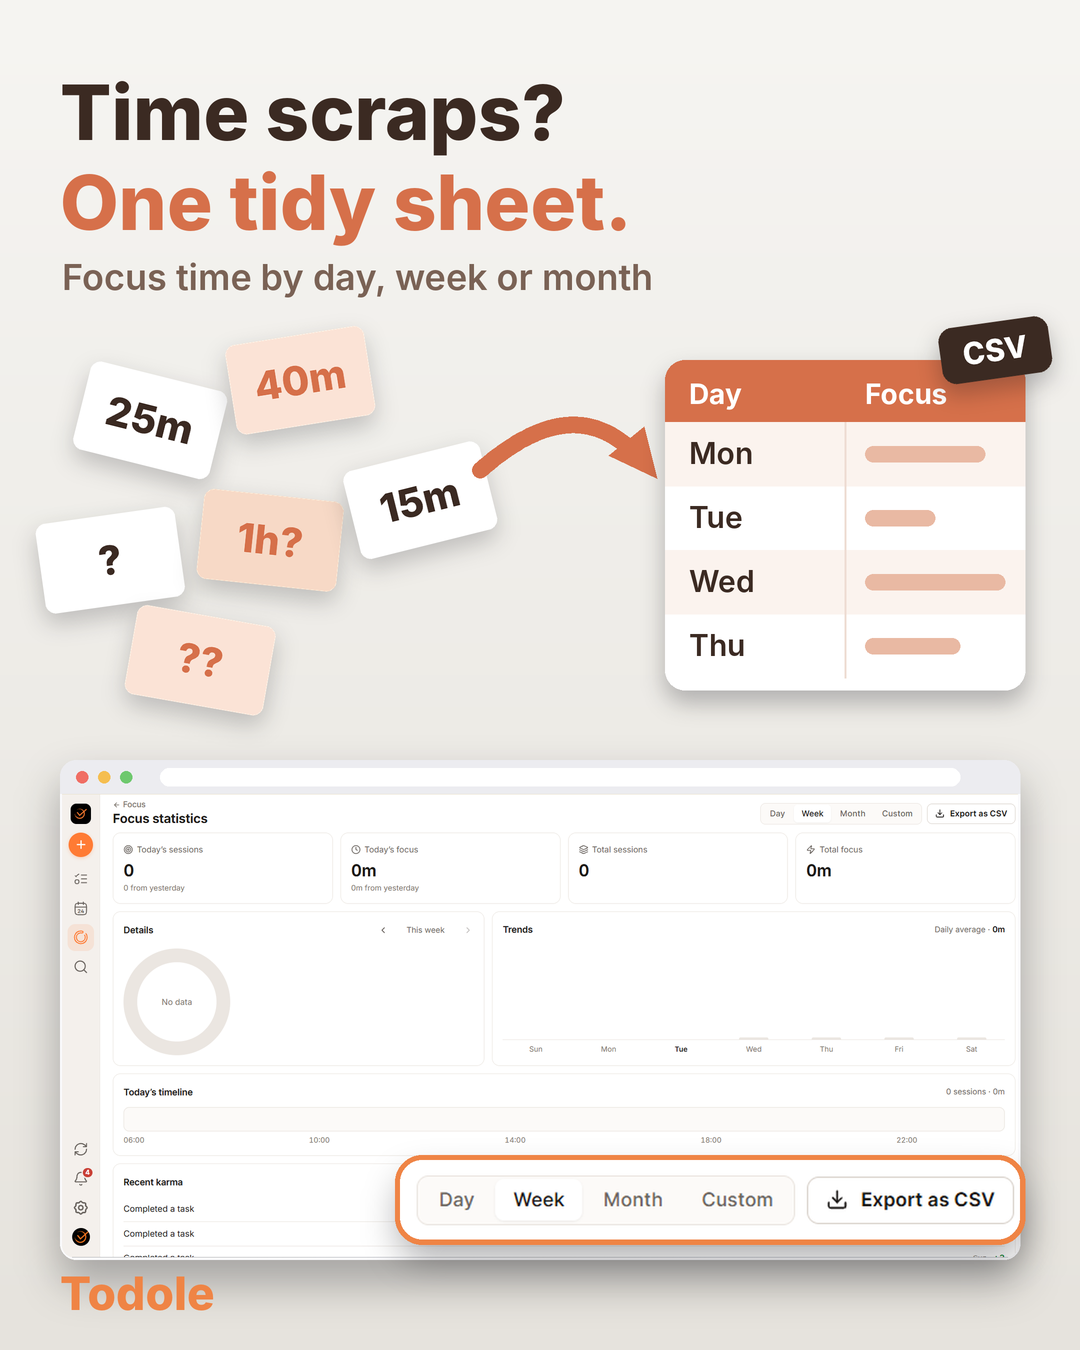 Time scraps?
One tidy sheet.
Focus time by day, week or month
25m
40m
15m
?
1h?
??
CSV
Day Focus
Mon
Tue
Wed
Thu
← Focus
Focus statistics
Day Week Month Custom Export as CSV
Today's sessions
0
0 from yesterday
Today's focus
0m
0m from yesterday
Total sessions
0
Total focus
0m
Details
This week
No data
Trends
Daily average · 0m
Sun Mon Tue Wed Thu Fri Sat
Today's timeline
0 sessions · 0m
06:00 10:00 14:00 18:00 22:00
4
Recent karma
Completed a task
Completed a task
Completed a task
Day Week Month Custom Export as CSV
Todole